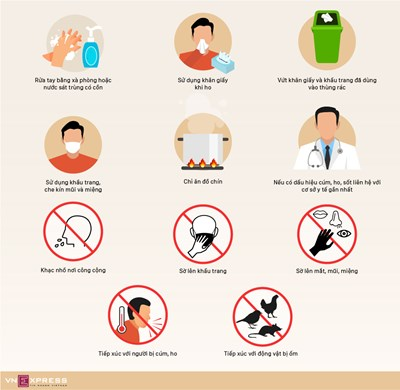 Rửa tay bằng xà phòng hoặc
nước sát trùng có cồn
Sử dụng khăn giấy
khi ho
Vứt khăn giấy và khẩu trang đã dùng
vào thùng rác
Sử dụng khẩu trang,
che kín mũi và miệng
Chỉ ăn đồ chín
Nếu có dấu hiệu cúm, ho, sốt liên hệ với
cơ sở y tế gần nhất
Khạc nhổ nơi công cộng
Sờ lên khẩu trang
Sờ lên mắt, mũi, miệng
Tiếp xúc với người bị cúm, ho
Tiếp xúc với động vật bị ốm
VNEXPRESS